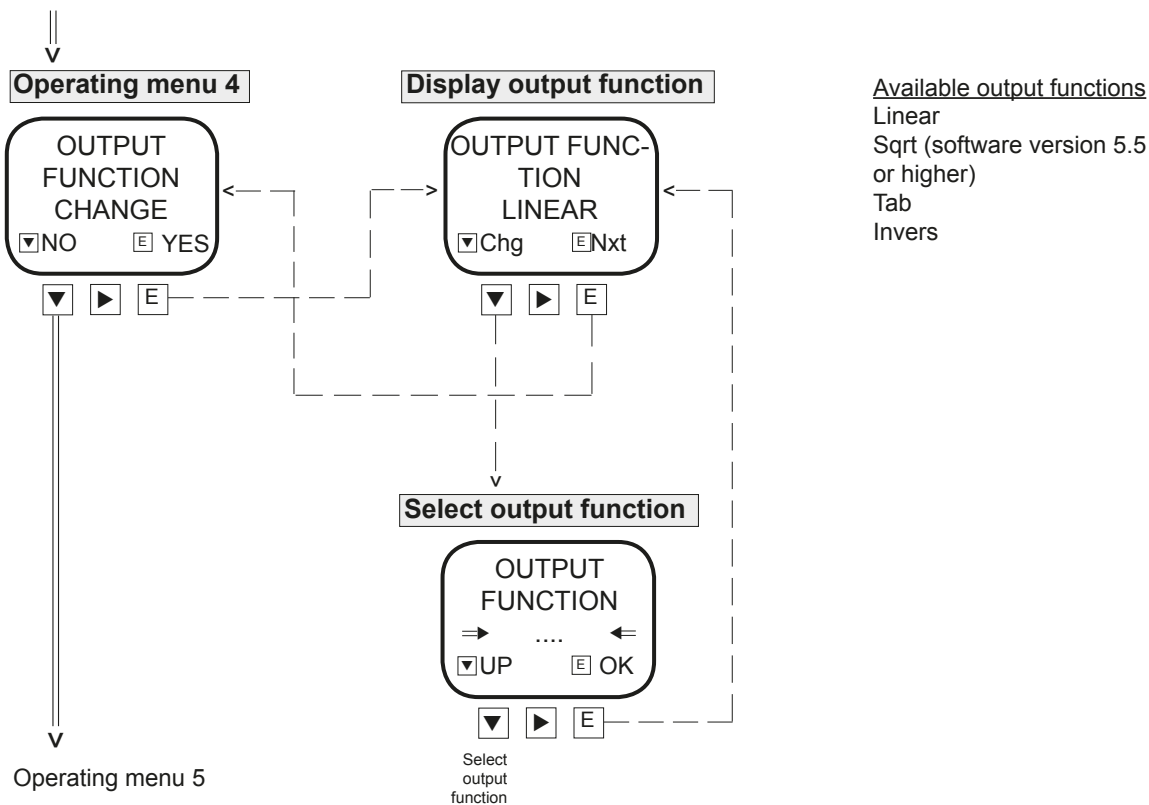 Operating menu 4
OUTPUT
FUNCTION
CHANGE
▼NO E YES
▼ ▶ E
Display output function
OUTPUT FUNC-
TION
LINEAR
▼Chg E Nxt
▼ ▶ E
Available output functions
Linear
Sqrt (software version 5.5
or higher)
Tab
Invers
Select output function
OUTPUT
FUNCTION
⇒ .... ⇐
▼UP E OK
▼ ▶ E
Select
output
function
Operating menu 5